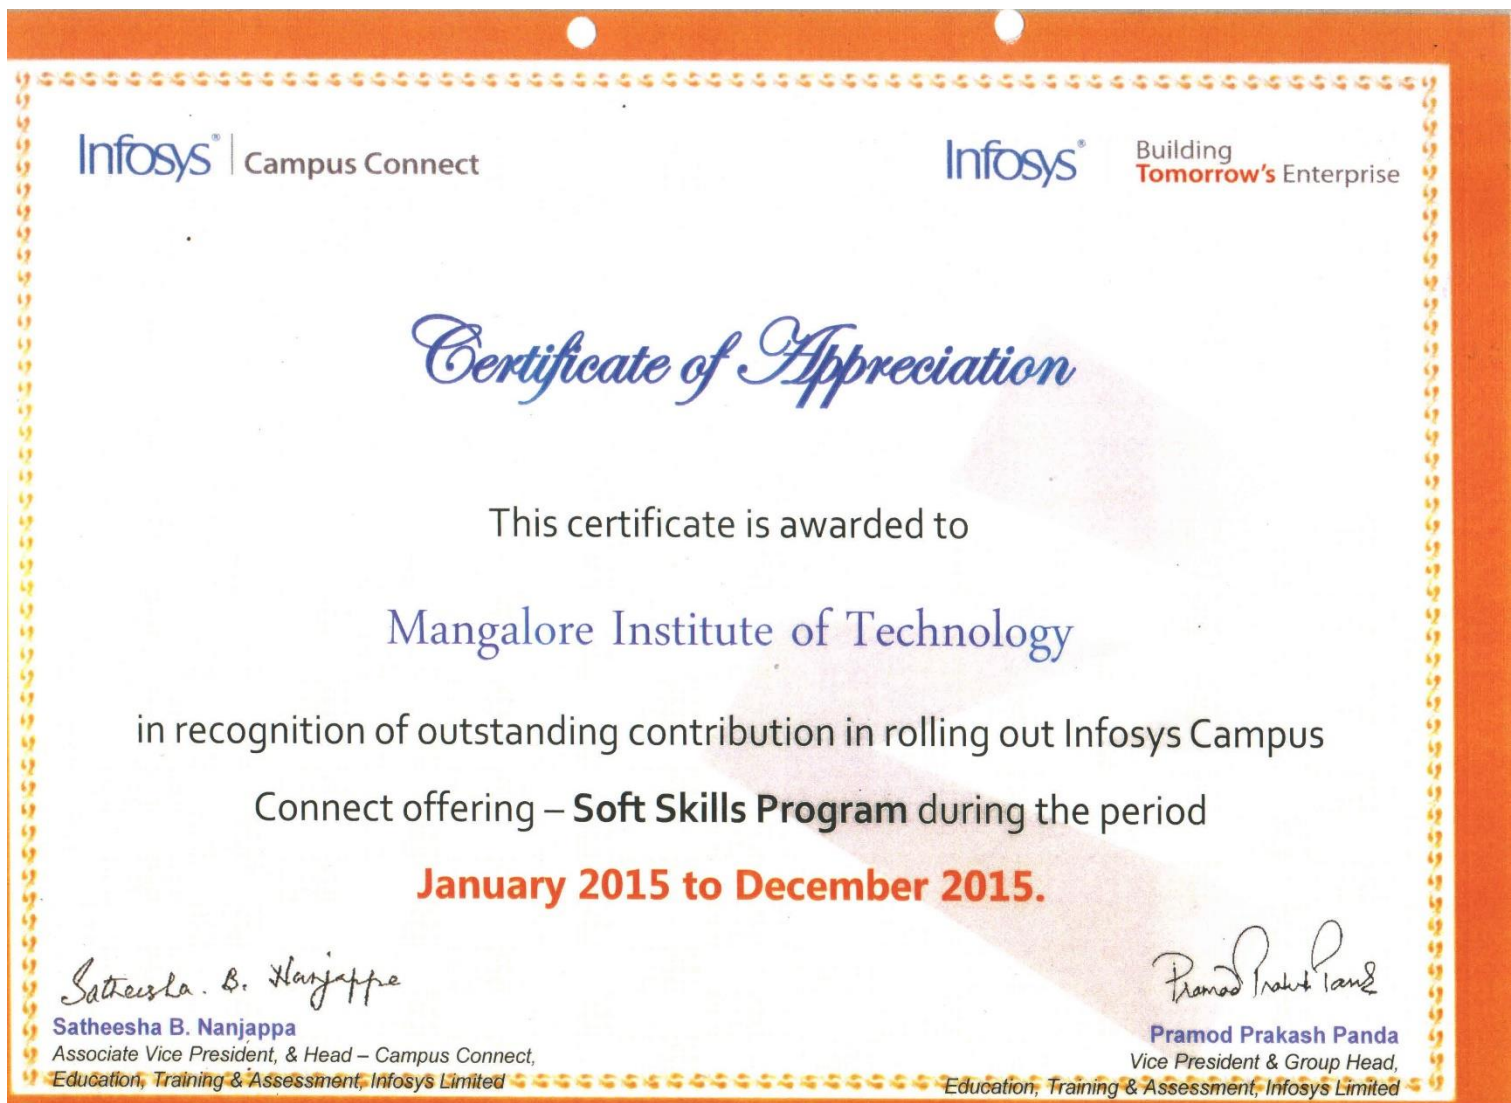 Infosys® | Campus Connect
Infosys® Building
Tomorrow's Enterprise
Certificate of Appreciation
This certificate is awarded to
Mangalore Institute of Technology
in recognition of outstanding contribution in rolling out Infosys Campus
Connect offering – Soft Skills Program during the period
January 2015 to December 2015.
Satheesha. B. Nanjappa
Satheesha B. Nanjappa
Associate Vice President, & Head – Campus Connect,
Education, Training & Assessment, Infosys Limited
Pramod Prakash Panda
Pramod Prakash Panda
Vice President & Group Head,
Education, Training & Assessment, Infosys Limited